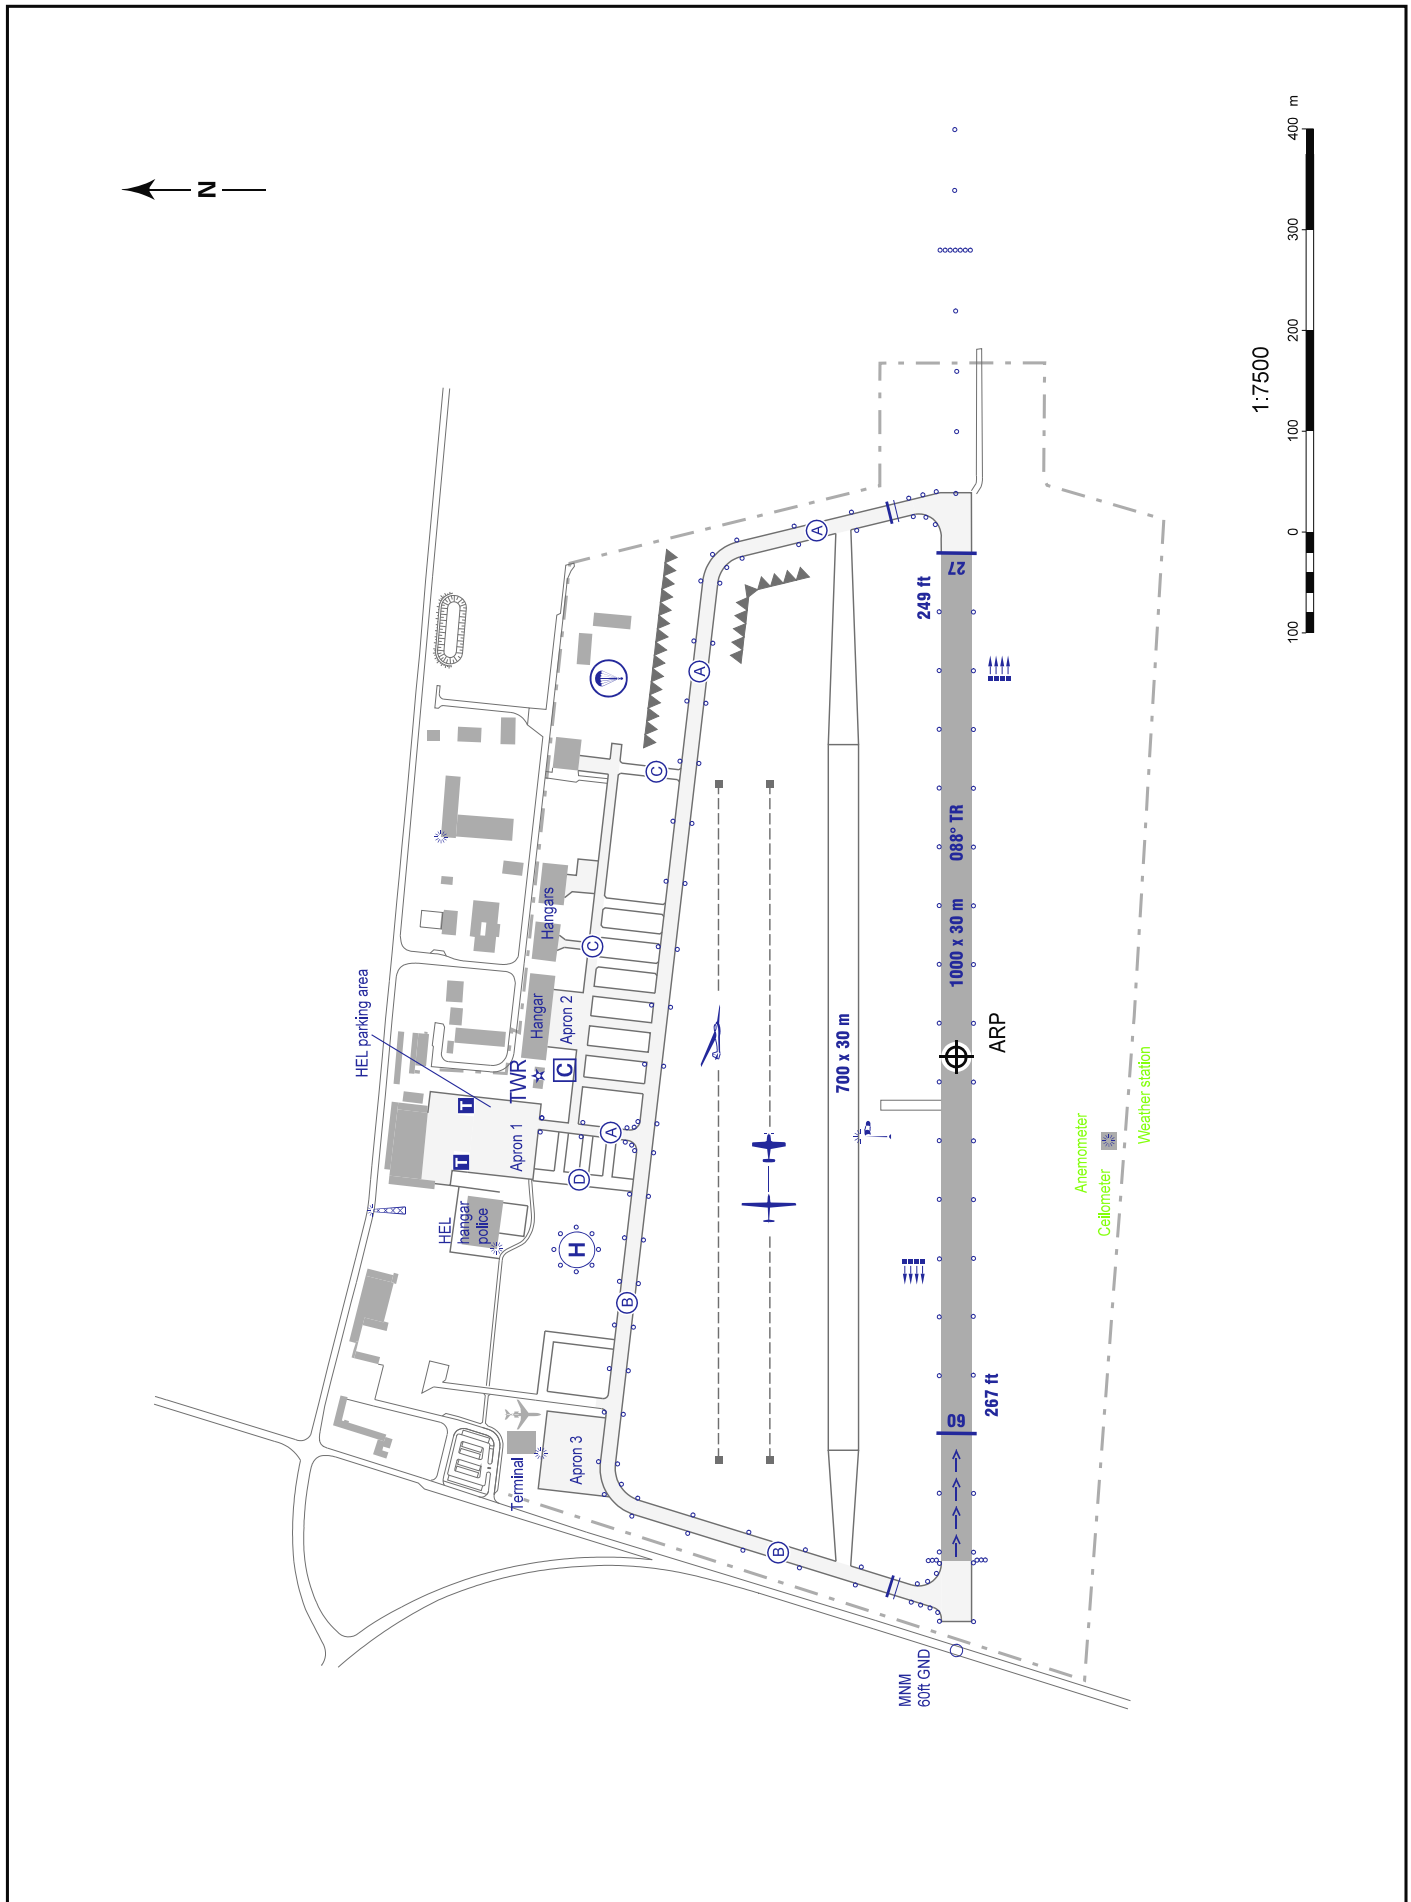 N
400 m
300
200
100
0
100
1:7500
A
27
249 ft
A
C
088° TR
Hangars
C
1000 x 30 m
HEL parking area
Hangar
Apron 2
700 x 30 m
ARP
TWR
C
T
T
Apron 1
A
D
Anemometer
Weather station
Ceilometer
HEL
hangar
police
H
B
267 ft
09
Apron 3
Terminal
B
MNM
60ft GND